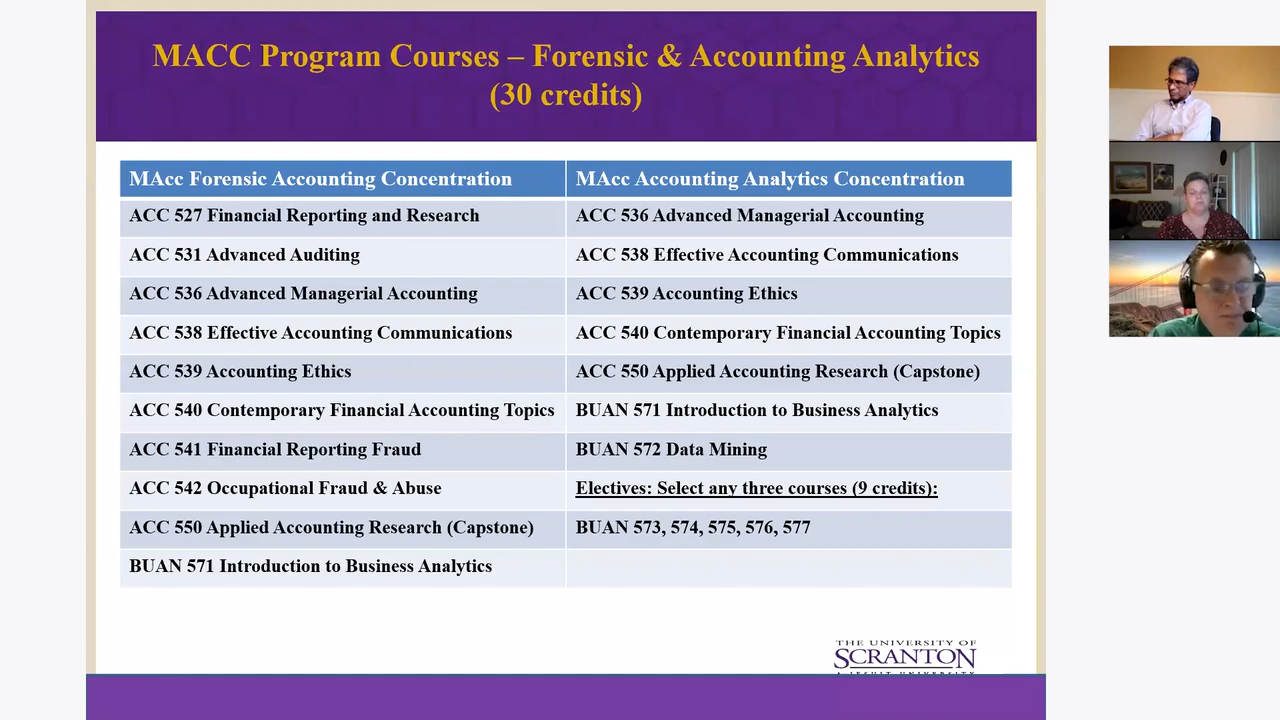 MACC Program Courses – Forensic & Accounting Analytics
(30 credits)
MAcc Forensic Accounting Concentration
MAcc Accounting Analytics Concentration
ACC 527 Financial Reporting and Research
ACC 536 Advanced Managerial Accounting
ACC 531 Advanced Auditing
ACC 538 Effective Accounting Communications
ACC 536 Advanced Managerial Accounting
ACC 539 Accounting Ethics
ACC 538 Effective Accounting Communications
ACC 540 Contemporary Financial Accounting Topics
ACC 539 Accounting Ethics
ACC 550 Applied Accounting Research (Capstone)
ACC 540 Contemporary Financial Accounting Topics
BUAN 571 Introduction to Business Analytics
ACC 541 Financial Reporting Fraud
BUAN 572 Data Mining
ACC 542 Occupational Fraud & Abuse
Electives: Select any three courses (9 credits):
ACC 550 Applied Accounting Research (Capstone)
BUAN 573, 574, 575, 576, 577
BUAN 571 Introduction to Business Analytics
THE UNIVERSITY OF
SCRANTON
A JESUIT UNIVERSITY